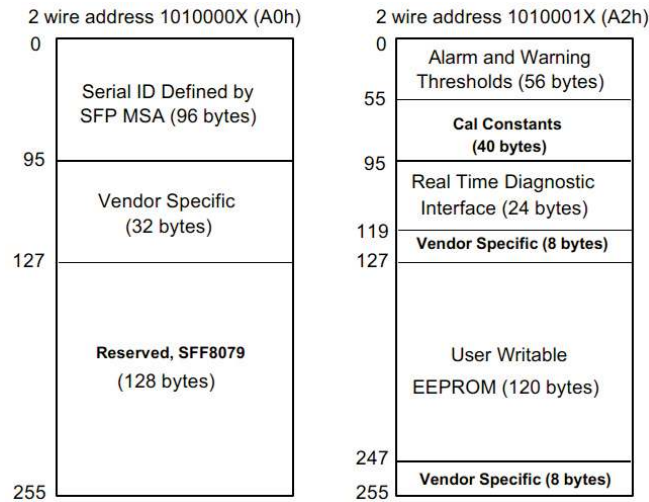 2 wire address 1010000X (A0h)
0
Serial ID Defined by
SFP MSA (96 bytes)
95
Vendor Specific
(32 bytes)
127
Reserved, SFF8079
(128 bytes)
255
2 wire address 1010001X (A2h)
0
Alarm and Warning
Thresholds (56 bytes)
55
Cal Constants
(40 bytes)
95
Real Time Diagnostic
Interface (24 bytes)
119
Vendor Specific (8 bytes)
127
User Writable
EEPROM (120 bytes)
247
Vendor Specific (8 bytes)
255